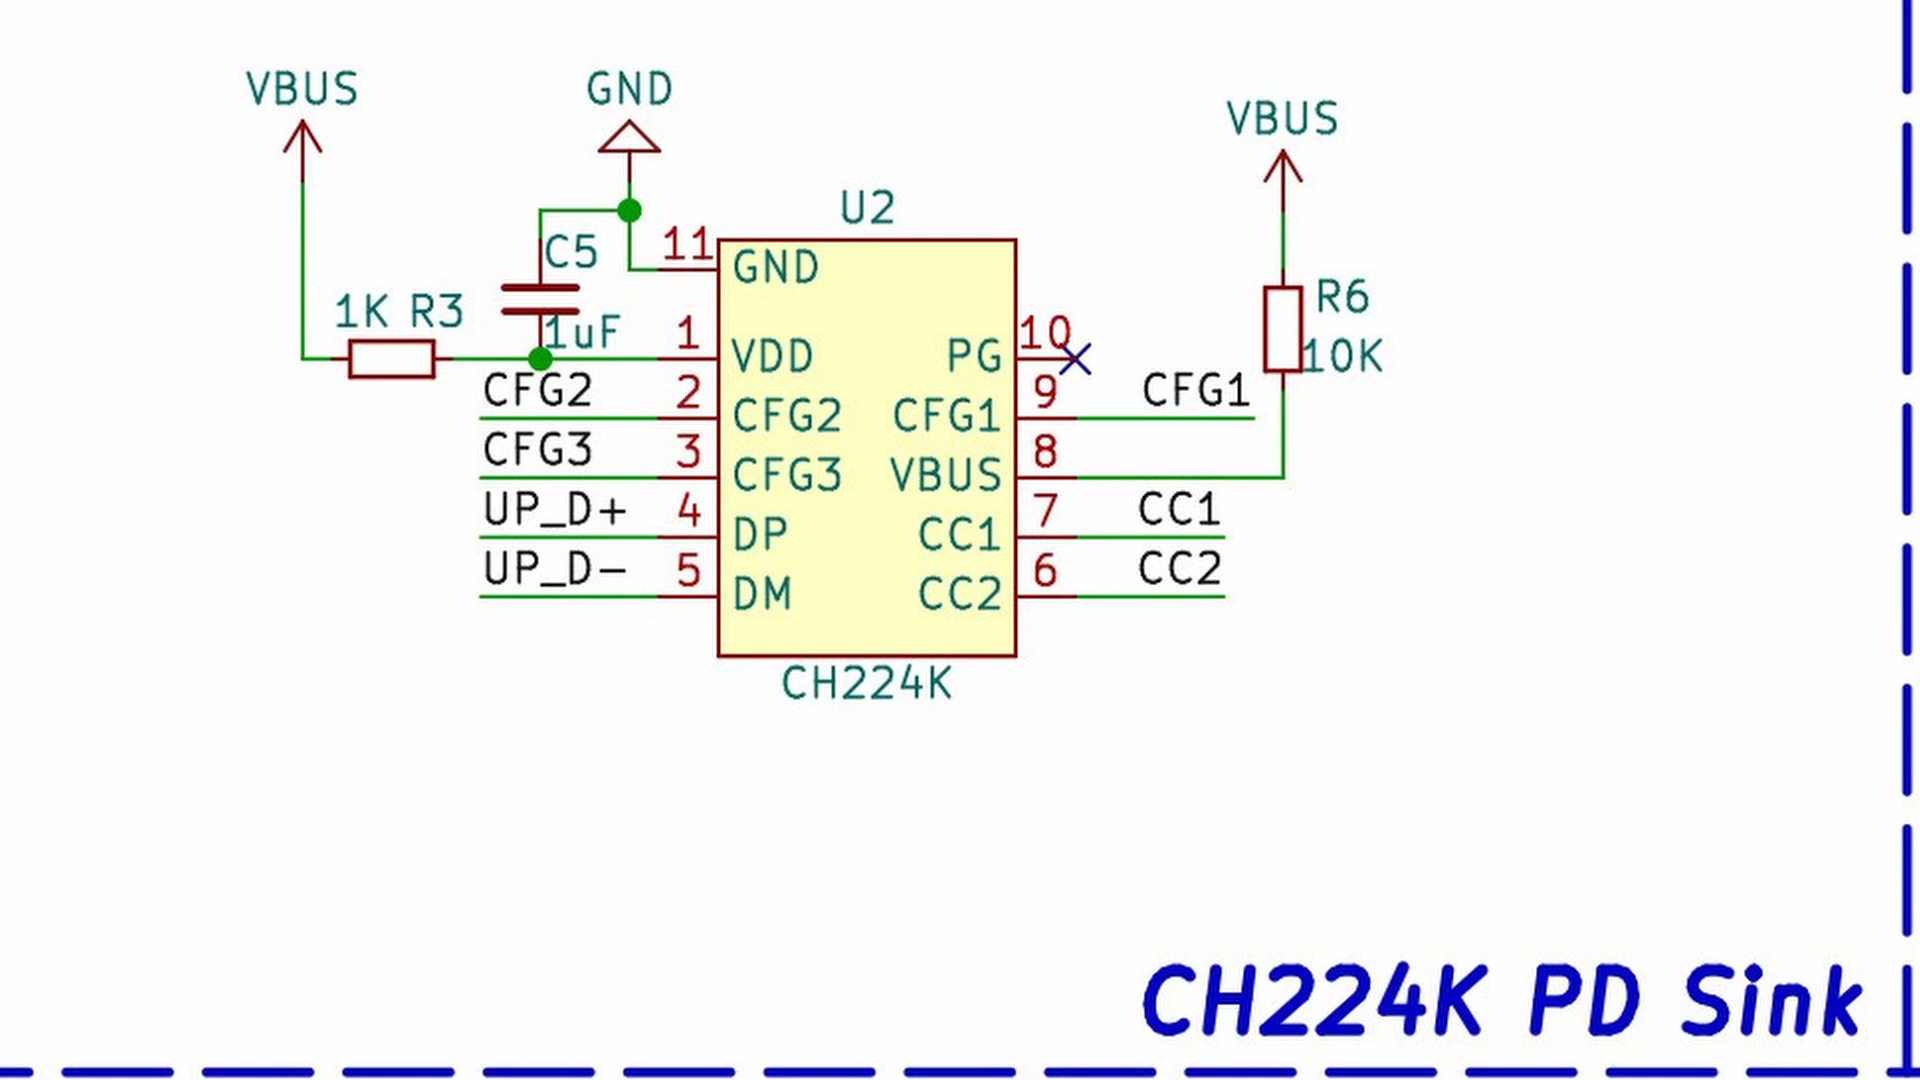 VBUS
GND
VBUS
U2
C5
11
GND
1K R3
1uF
1
VDD
PG
10
R6
10K
CFG2
2
CFG2
CFG1
9
CFG1
CFG3
3
CFG3
VBUS
8
UP_D+
4
DP
CC1
7
CC1
UP_D-
5
DM
CC2
6
CC2
CH224K
CH224K PD Sink